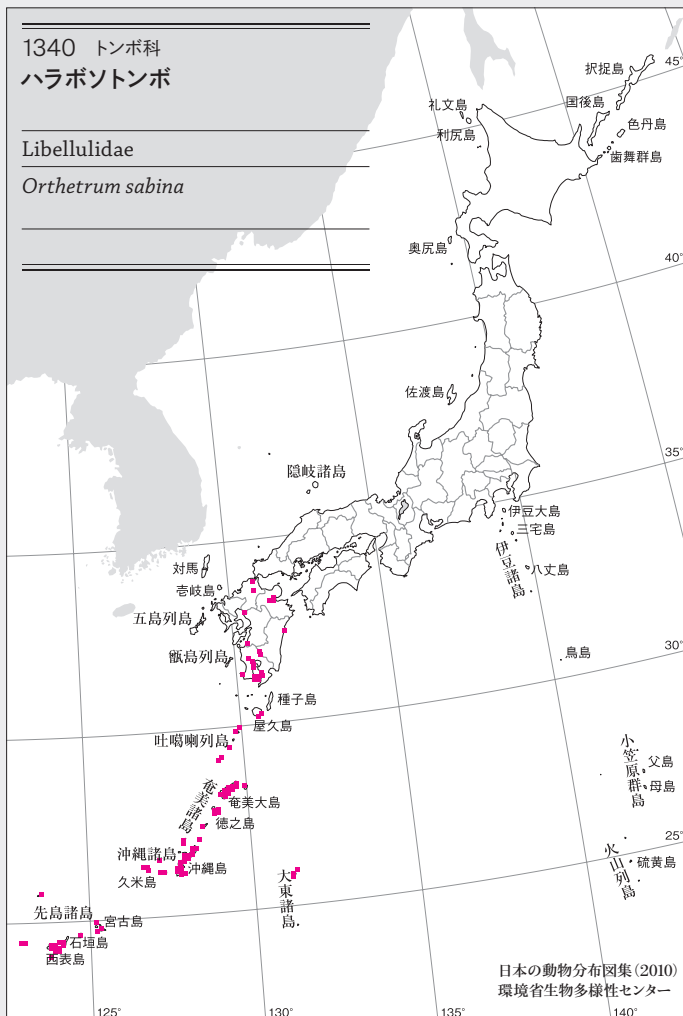 1340 トンボ科
ハラボソトンボ
Libellulidae
Orthetrum sabina
択捉島
国後島
色丹島
歯舞群島
礼文島
利尻島
奥尻島
佐渡島
隠岐諸島
伊豆大島
三宅島
伊豆諸島
八丈島
対馬
壱岐島
五島列島
甑島列島
鳥島
種子島
屋久島
吐噶喇列島
奄美諸島
奄美大島
徳之島
沖縄諸島
沖縄島
久米島
大東諸島
先島諸島
宮古島
石垣島
西表島
小笠原群島
父島
母島
火山列島
硫黄島
45°
40°
35°
30°
25°
125°
130°
135°
140°
日本の動物分布図集(2010)
環境省生物多様性センター